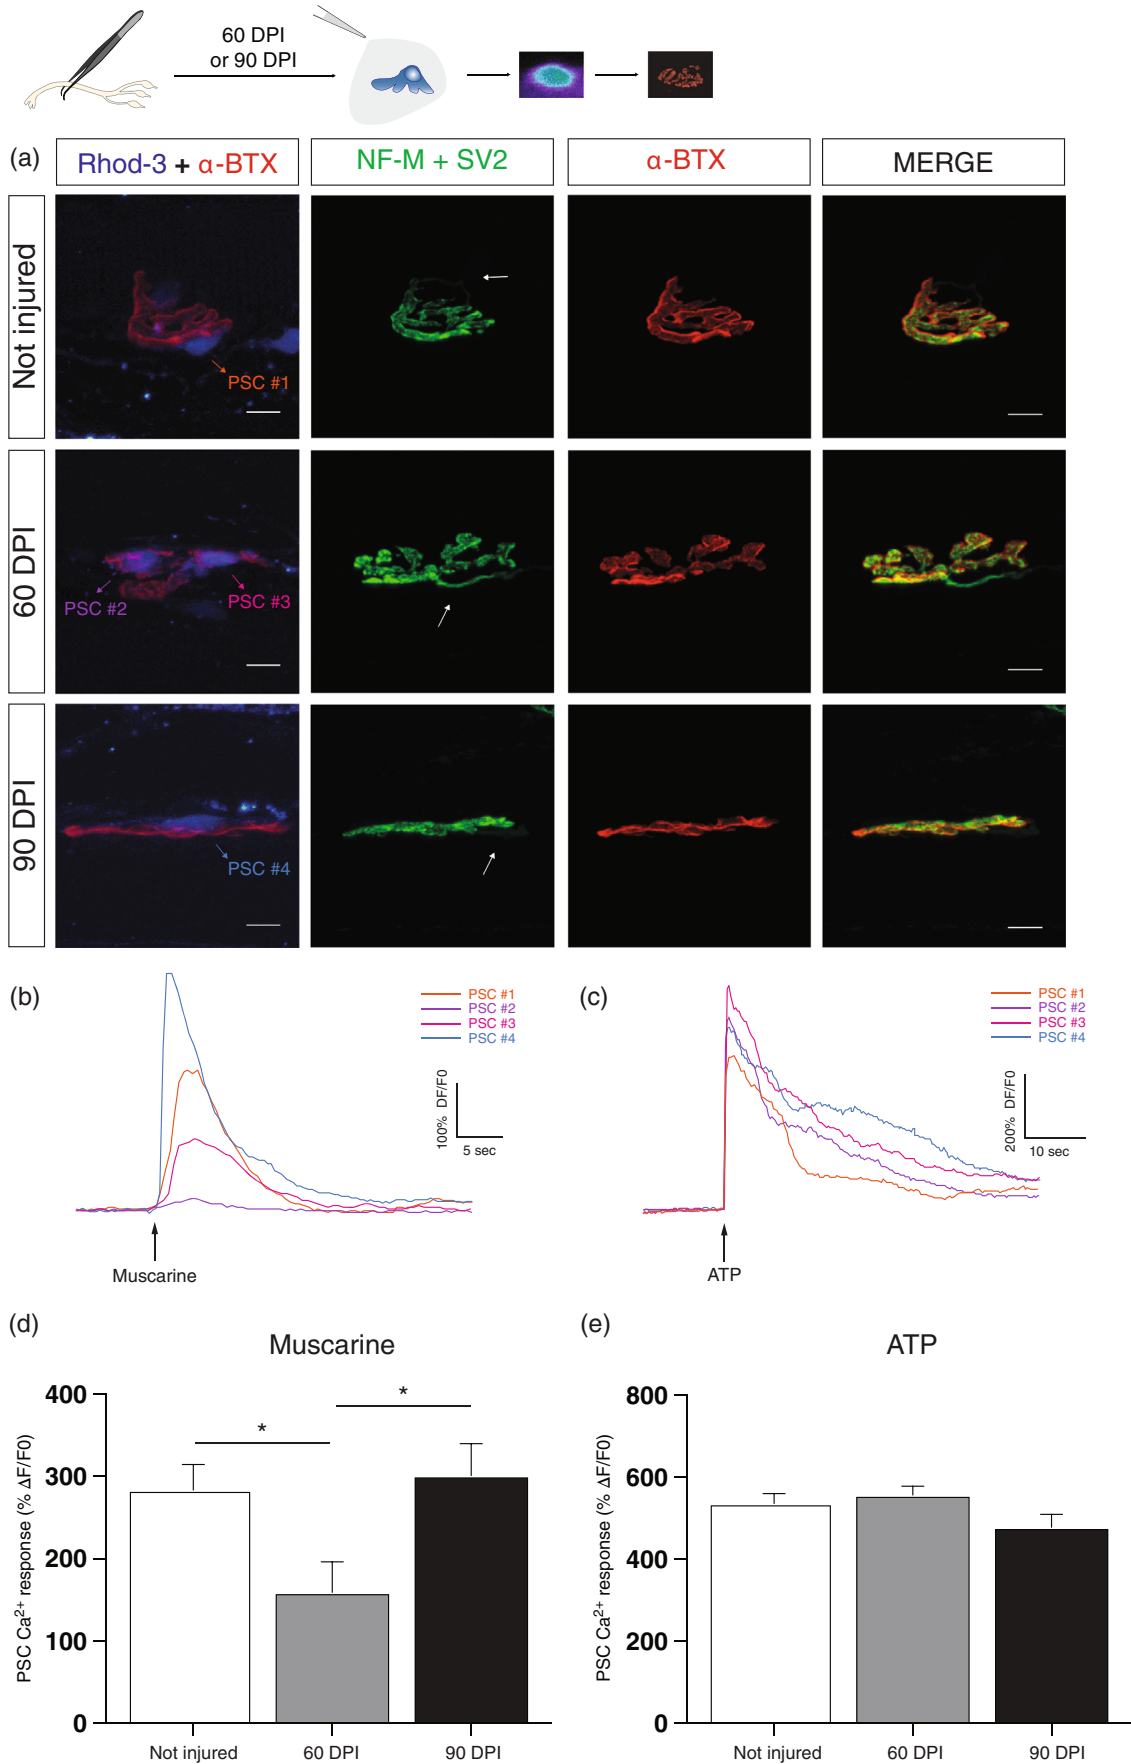 60 DPI
or 90 DPI
(a)
Rhod-3 + α-BTX
NF-M + SV2
α-BTX
MERGE
Not injured
PSC #1
60 DPI
PSC #2
PSC #3
90 DPI
PSC #4
(b)
PSC #1
PSC #2
PSC #3
PSC #4
100% DF/F0
5 sec
Muscarine
(c)
PSC #1
PSC #2
PSC #3
PSC #4
200% DF/F0
10 sec
ATP
(d)
Muscarine
PSC Ca²⁺ response (% ΔF/F0)
400
300
200
100
0
*
*
Not injured
60 DPI
90 DPI
(e)
ATP
PSC Ca²⁺ response (% ΔF/F0)
800
600
400
200
0
Not injured
60 DPI
90 DPI